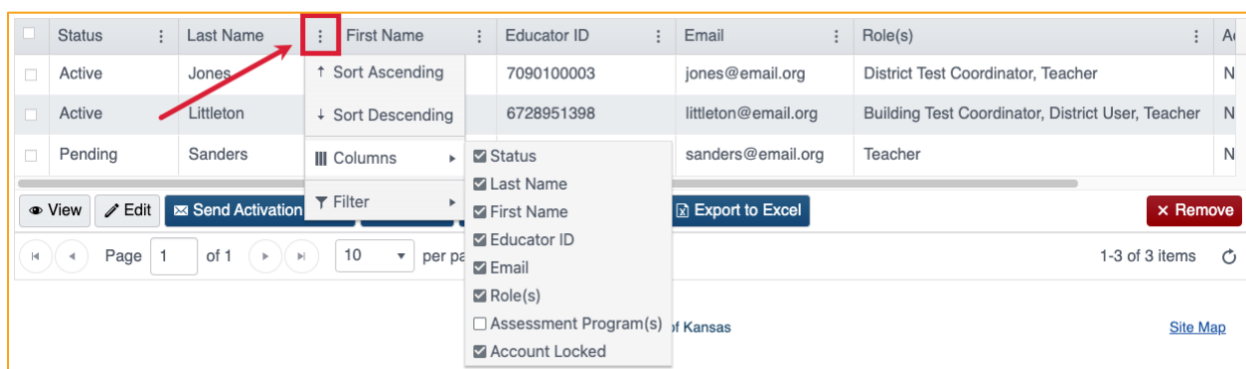 Status Last Name First Name Educator ID Email Role(s)
Active Jones 7090100003 jones@email.org District Test Coordinator, Teacher N
Active Littleton 6728951398 littleton@email.org Building Test Coordinator, District User, Teacher N
Pending Sanders sanders@email.org Teacher N
Sort Ascending
Sort Descending
Columns
Filter
Status
Last Name
First Name
Educator ID
Email
Role(s)
Assessment Program(s)
Account Locked
View Edit Send Activation Export to Excel Remove
Page 1 of 1 10 per pa 1-3 of 3 items
of Kansas Site Map